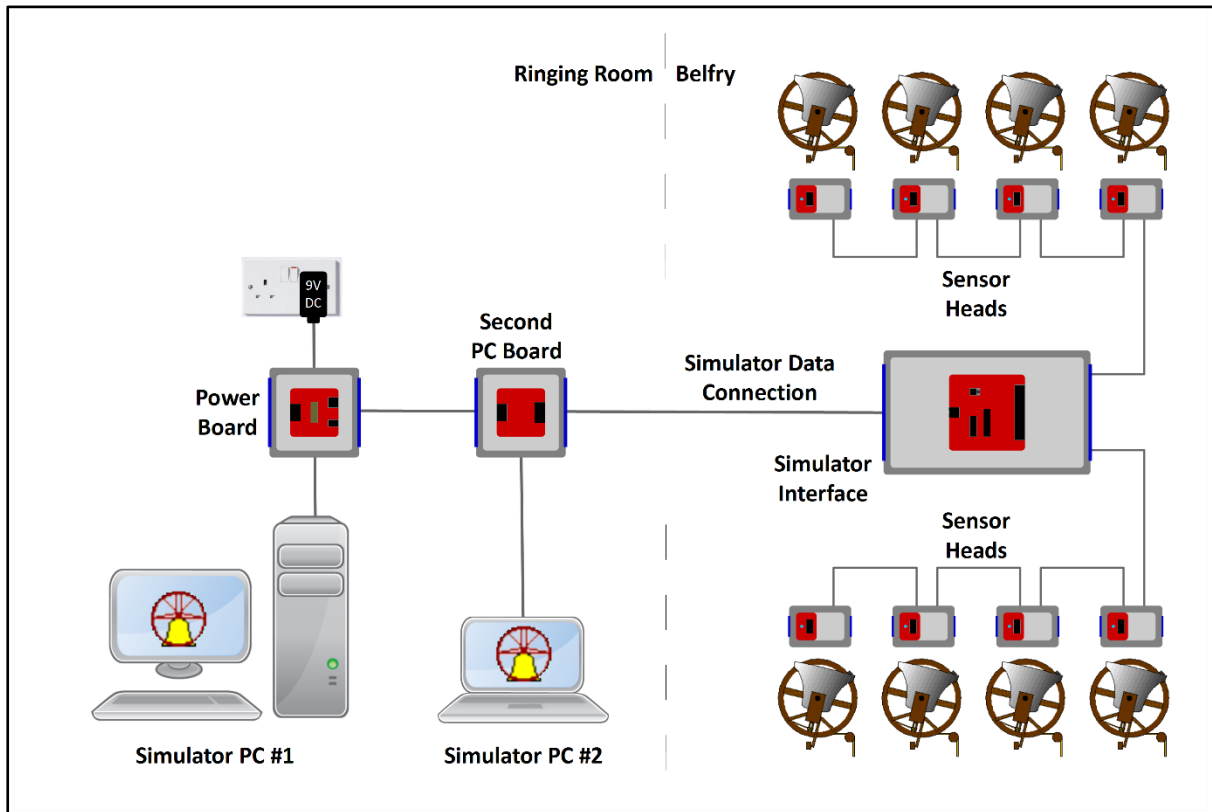 Ringing Room
Belfry
Sensor
Heads
9V
DC
Second
PC Board
Simulator Data
Connection
Power
Board
Simulator
Interface
Sensor
Heads
Simulator PC #1
Simulator PC #2